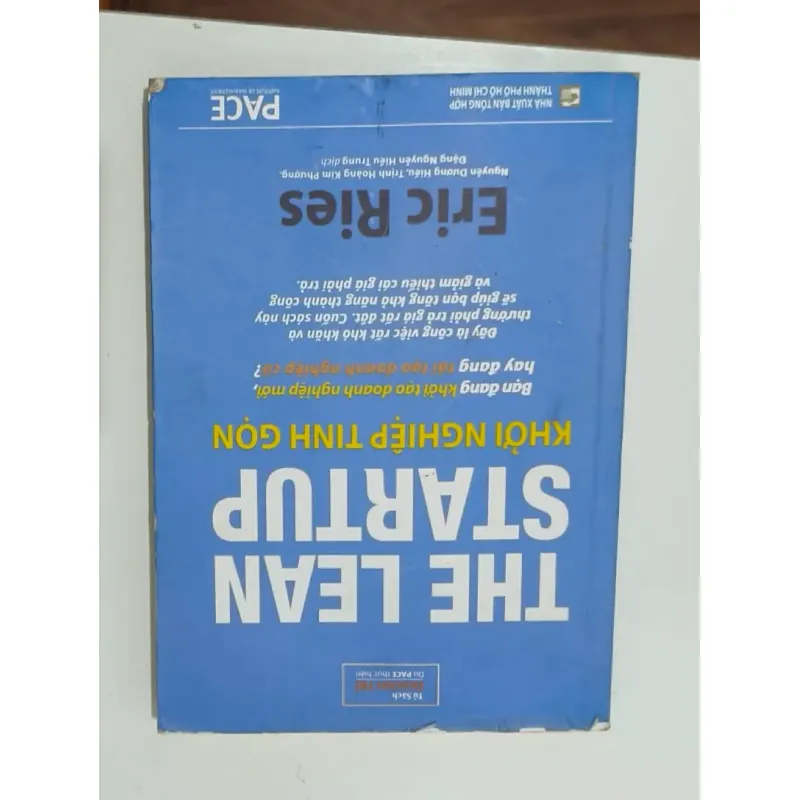 Tủ Sách
Do PACE thực hiện
THE LEAN
STARTUP
KHỞI NGHIỆP TINH GỌN
Bạn đang khởi tạo doanh nghiệp mới,
hay đang tái tạo doanh nghiệp cũ?
Đây là công việc rất khó khăn và
thường phải trả giá rất đắt. Cuốn sách này
sẽ giúp bạn tăng khả năng thành công
và giảm thiểu cái giá phải trả.
Eric Ries
Nguyễn Dương Hiếu, Trịnh Hoàng Kim Phượng,
Đặng Nguyễn Hiếu Trung dịch
NHÀ XUẤT BẢN TỔNG HỢP
THÀNH PHỐ HỒ CHÍ MINH
PACE
INSTITUTE OF MANAGEMENT